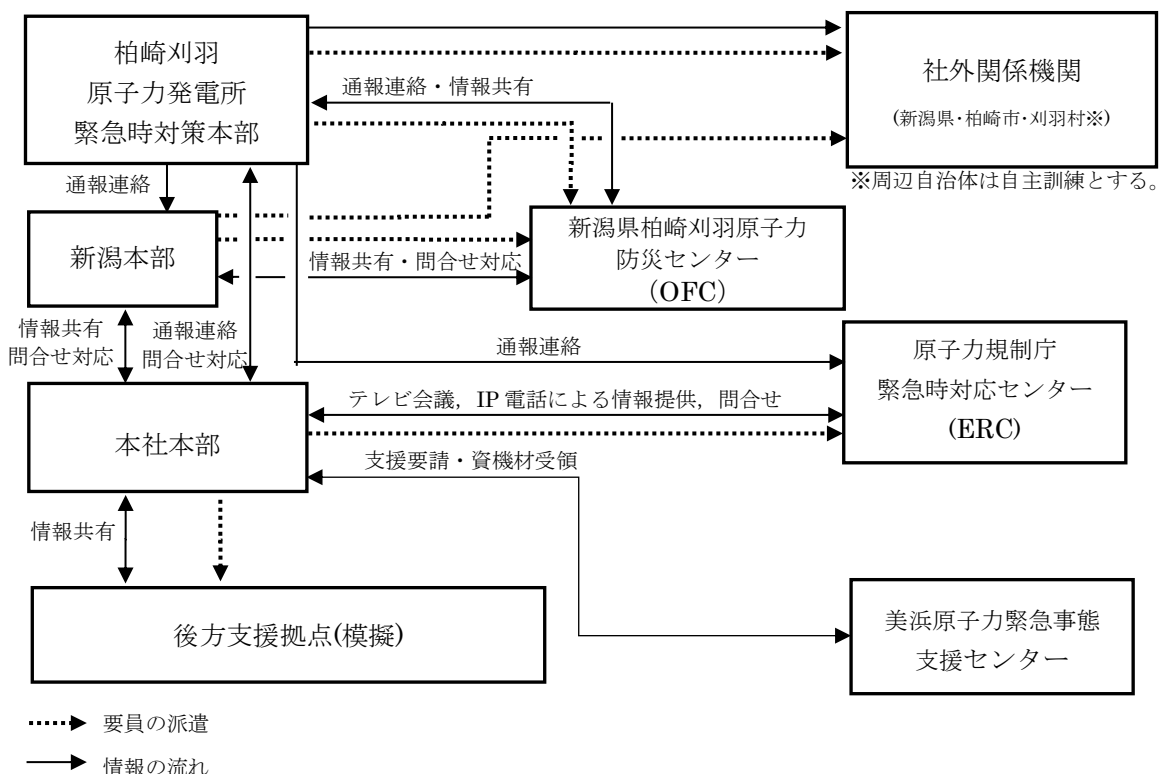 柏崎刈羽
原子力発電所
緊急時対策本部
社外関係機関
(新潟県・柏崎市・刈羽村※)
※周辺自治体は自主訓練とする。
通報連絡・情報共有
通報連絡
新潟本部
新潟県柏崎刈羽原子力
防災センター
（OFC）
情報共有・問合せ対応
情報共有
問合せ対応
通報連絡
問合せ対応
通報連絡
原子力規制庁
緊急時対応センター
(ERC)
テレビ会議，IP 電話による情報提供，問合せ
本社本部
支援要請・資機材受領
情報共有
後方支援拠点(模擬)
美浜原子力緊急事態
支援センター
要員の派遣
情報の流れ